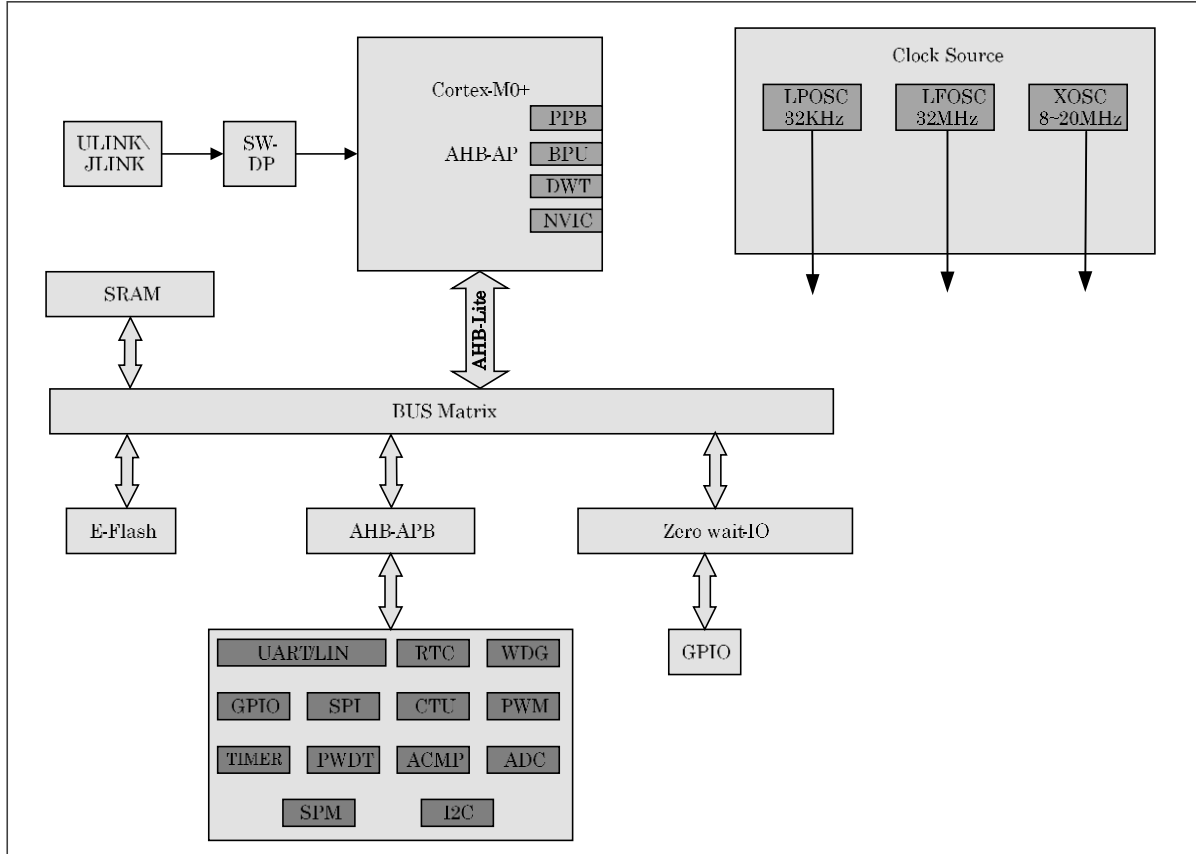 Cortex-M0+
PPB
AHB-AP
BPU
DWT
NVIC
ULINK\
JLINK
SW-
DP
Clock Source
LPOSC
32KHz
LFOSC
32MHz
XOSC
8~20MHz
SRAM
AHB-Lite
BUS Matrix
E-Flash
AHB-APB
Zero wait-IO
UART/LIN
RTC
WDG
GPIO
SPI
CTU
PWM
TIMER
PWDT
ACMP
ADC
SPM
I2C
GPIO